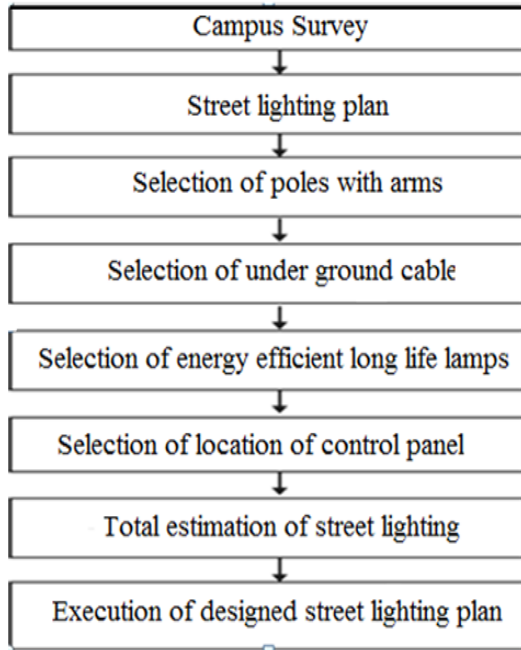 Campus Survey
Street lighting plan
Selection of poles with arms
Selection of under ground cable
Selection of energy efficient long life lamps
Selection of location of control panel
Total estimation of street lighting
Execution of designed street lighting plan